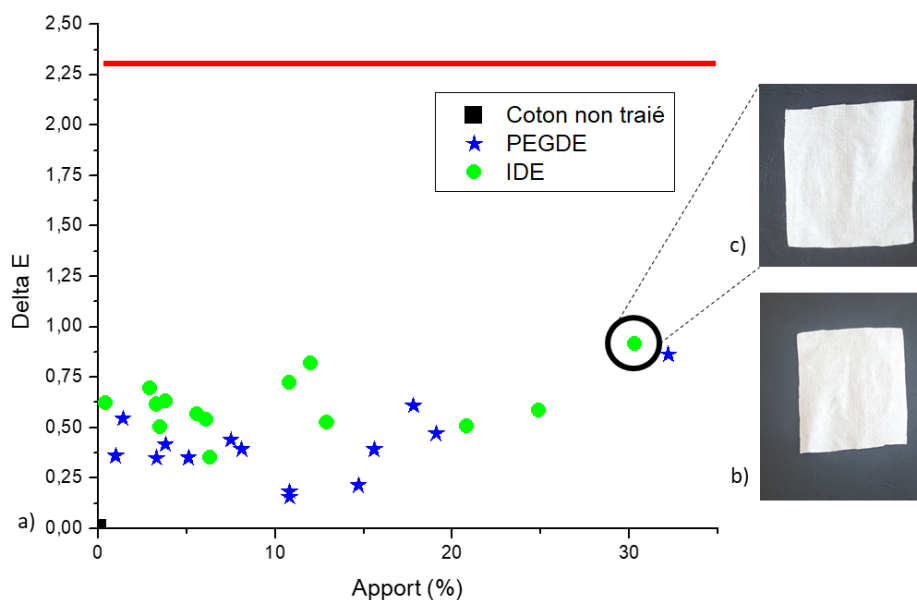 2,50
2,25
2,00
1,75
1,50
1,25
1,00
0,75
0,50
0,25
0,00
Delta E
Coton non traié
PEGDE
IDE
c)
b)
a)
0
10
20
30
Apport (%)